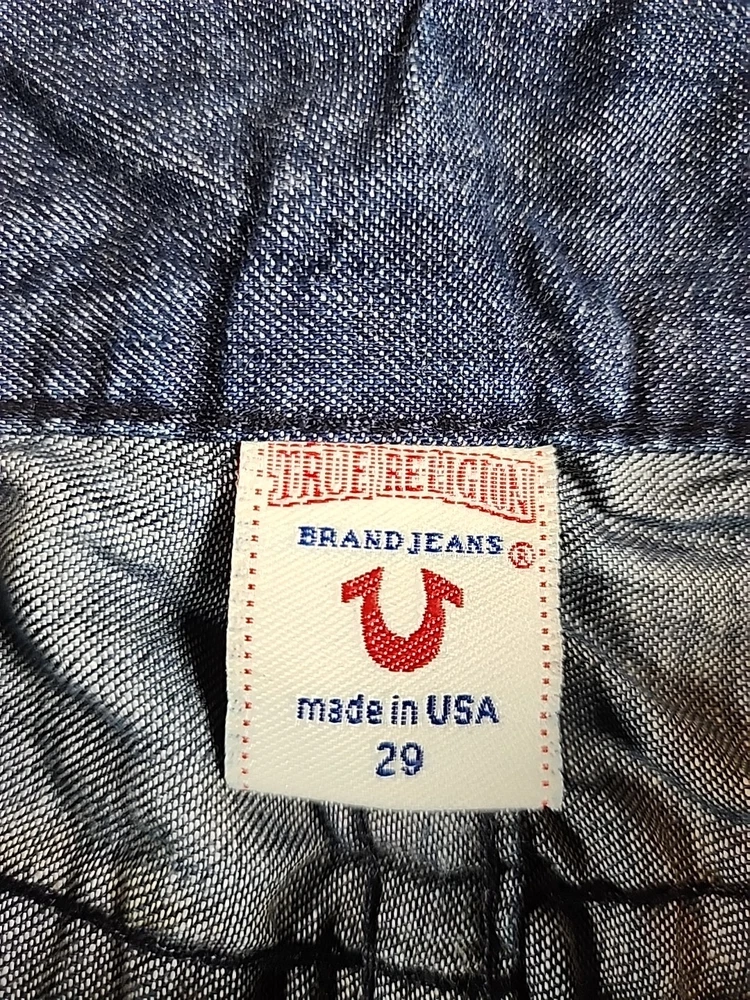 TRUE RELIGION
BRAND JEANS ®
made in USA
29